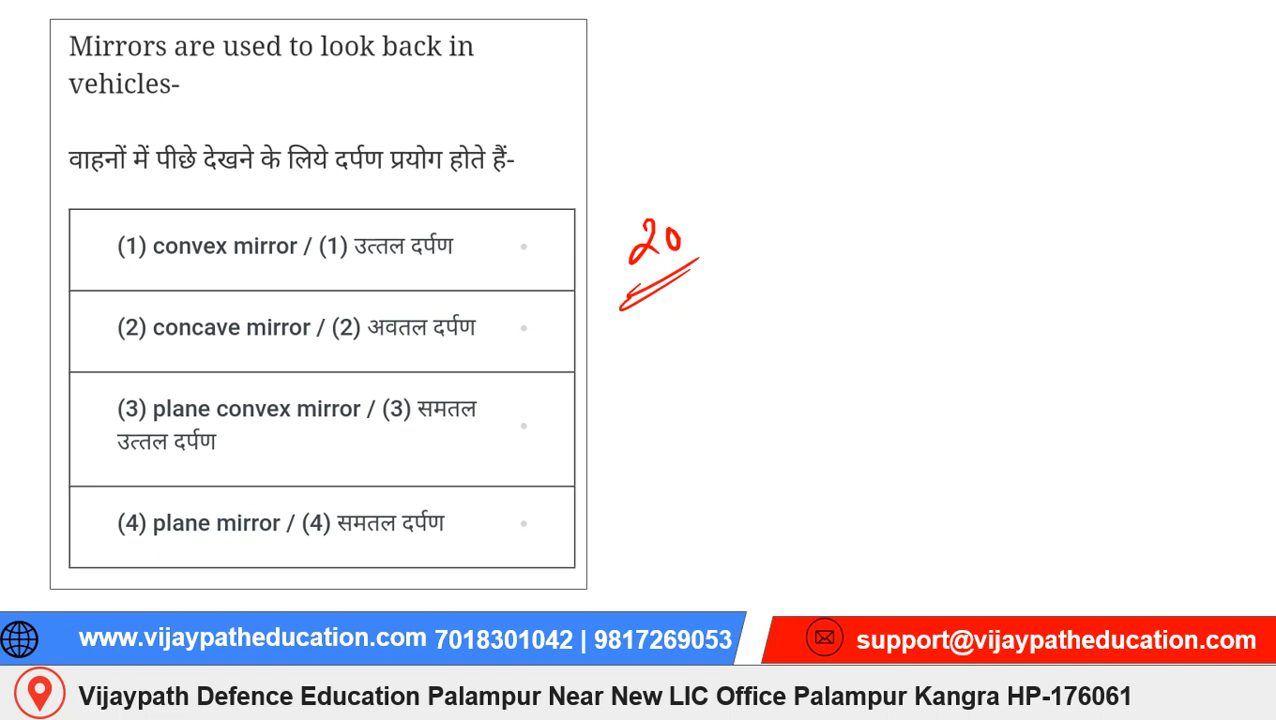 Mirrors are used to look back in
vehicles-
वाहनों में पीछे देखने के लिये दर्पण प्रयोग होते हैं-
(1) convex mirror / (1) उत्तल दर्पण
20
(2) concave mirror / (2) अवतल दर्पण
(3) plane convex mirror / (3) समतल
उत्तल दर्पण
(4) plane mirror / (4) समतल दर्पण
www.vijaypatheducation.com 7018301042 | 9817269053
support@vijaypatheducation.com
Vijaypath Defence Education Palampur Near New LIC Office Palampur Kangra HP-176061